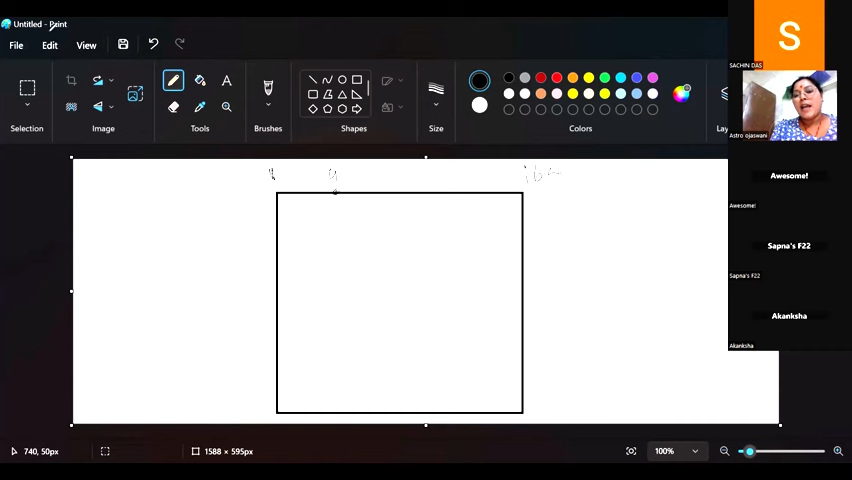 Untitled - Paint
File Edit View
Selection Image Tools Brushes Shapes Size Colors Lay
A
S
SACHIN DAS
Astro ojaswani
Awesome!
Awesome!
Sapna's F22
Sapna's F22
Akanksha
Akanksha
740, 50px 1588 × 595px 100%